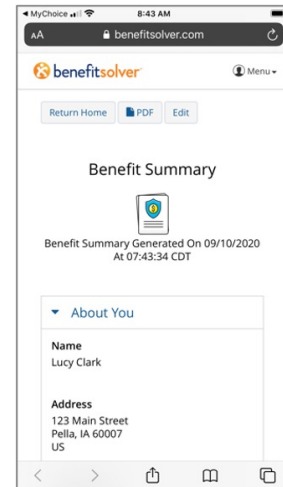 MyChoice
8:43 AM
AA benefitsolver.com
benefitsolver
Menu
Return Home PDF Edit
Benefit Summary
Benefit Summary Generated On 09/10/2020
At 07:43:34 CDT
About You
Name
Lucy Clark
Address
123 Main Street
Pella, IA 60007
US